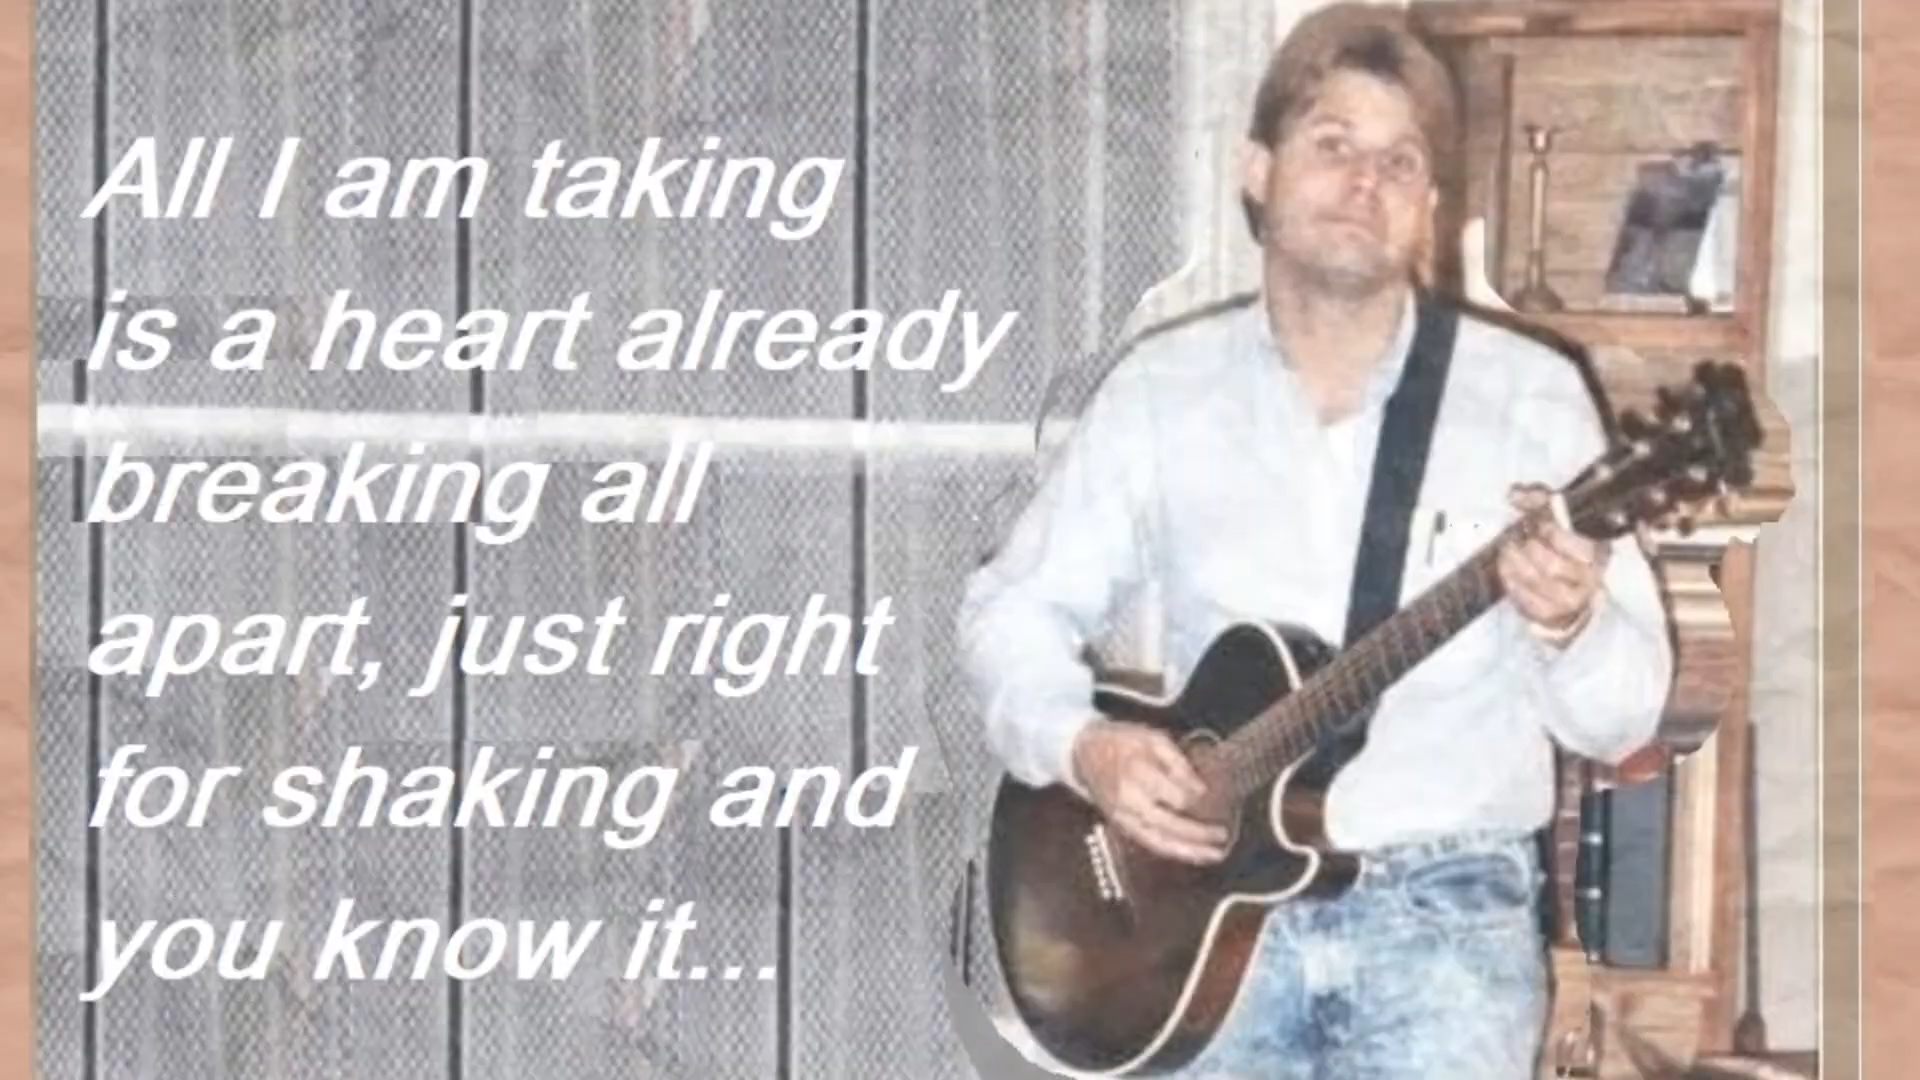 All I am taking
is a heart already
breaking all
apart, just right
for shaking and
you know it...